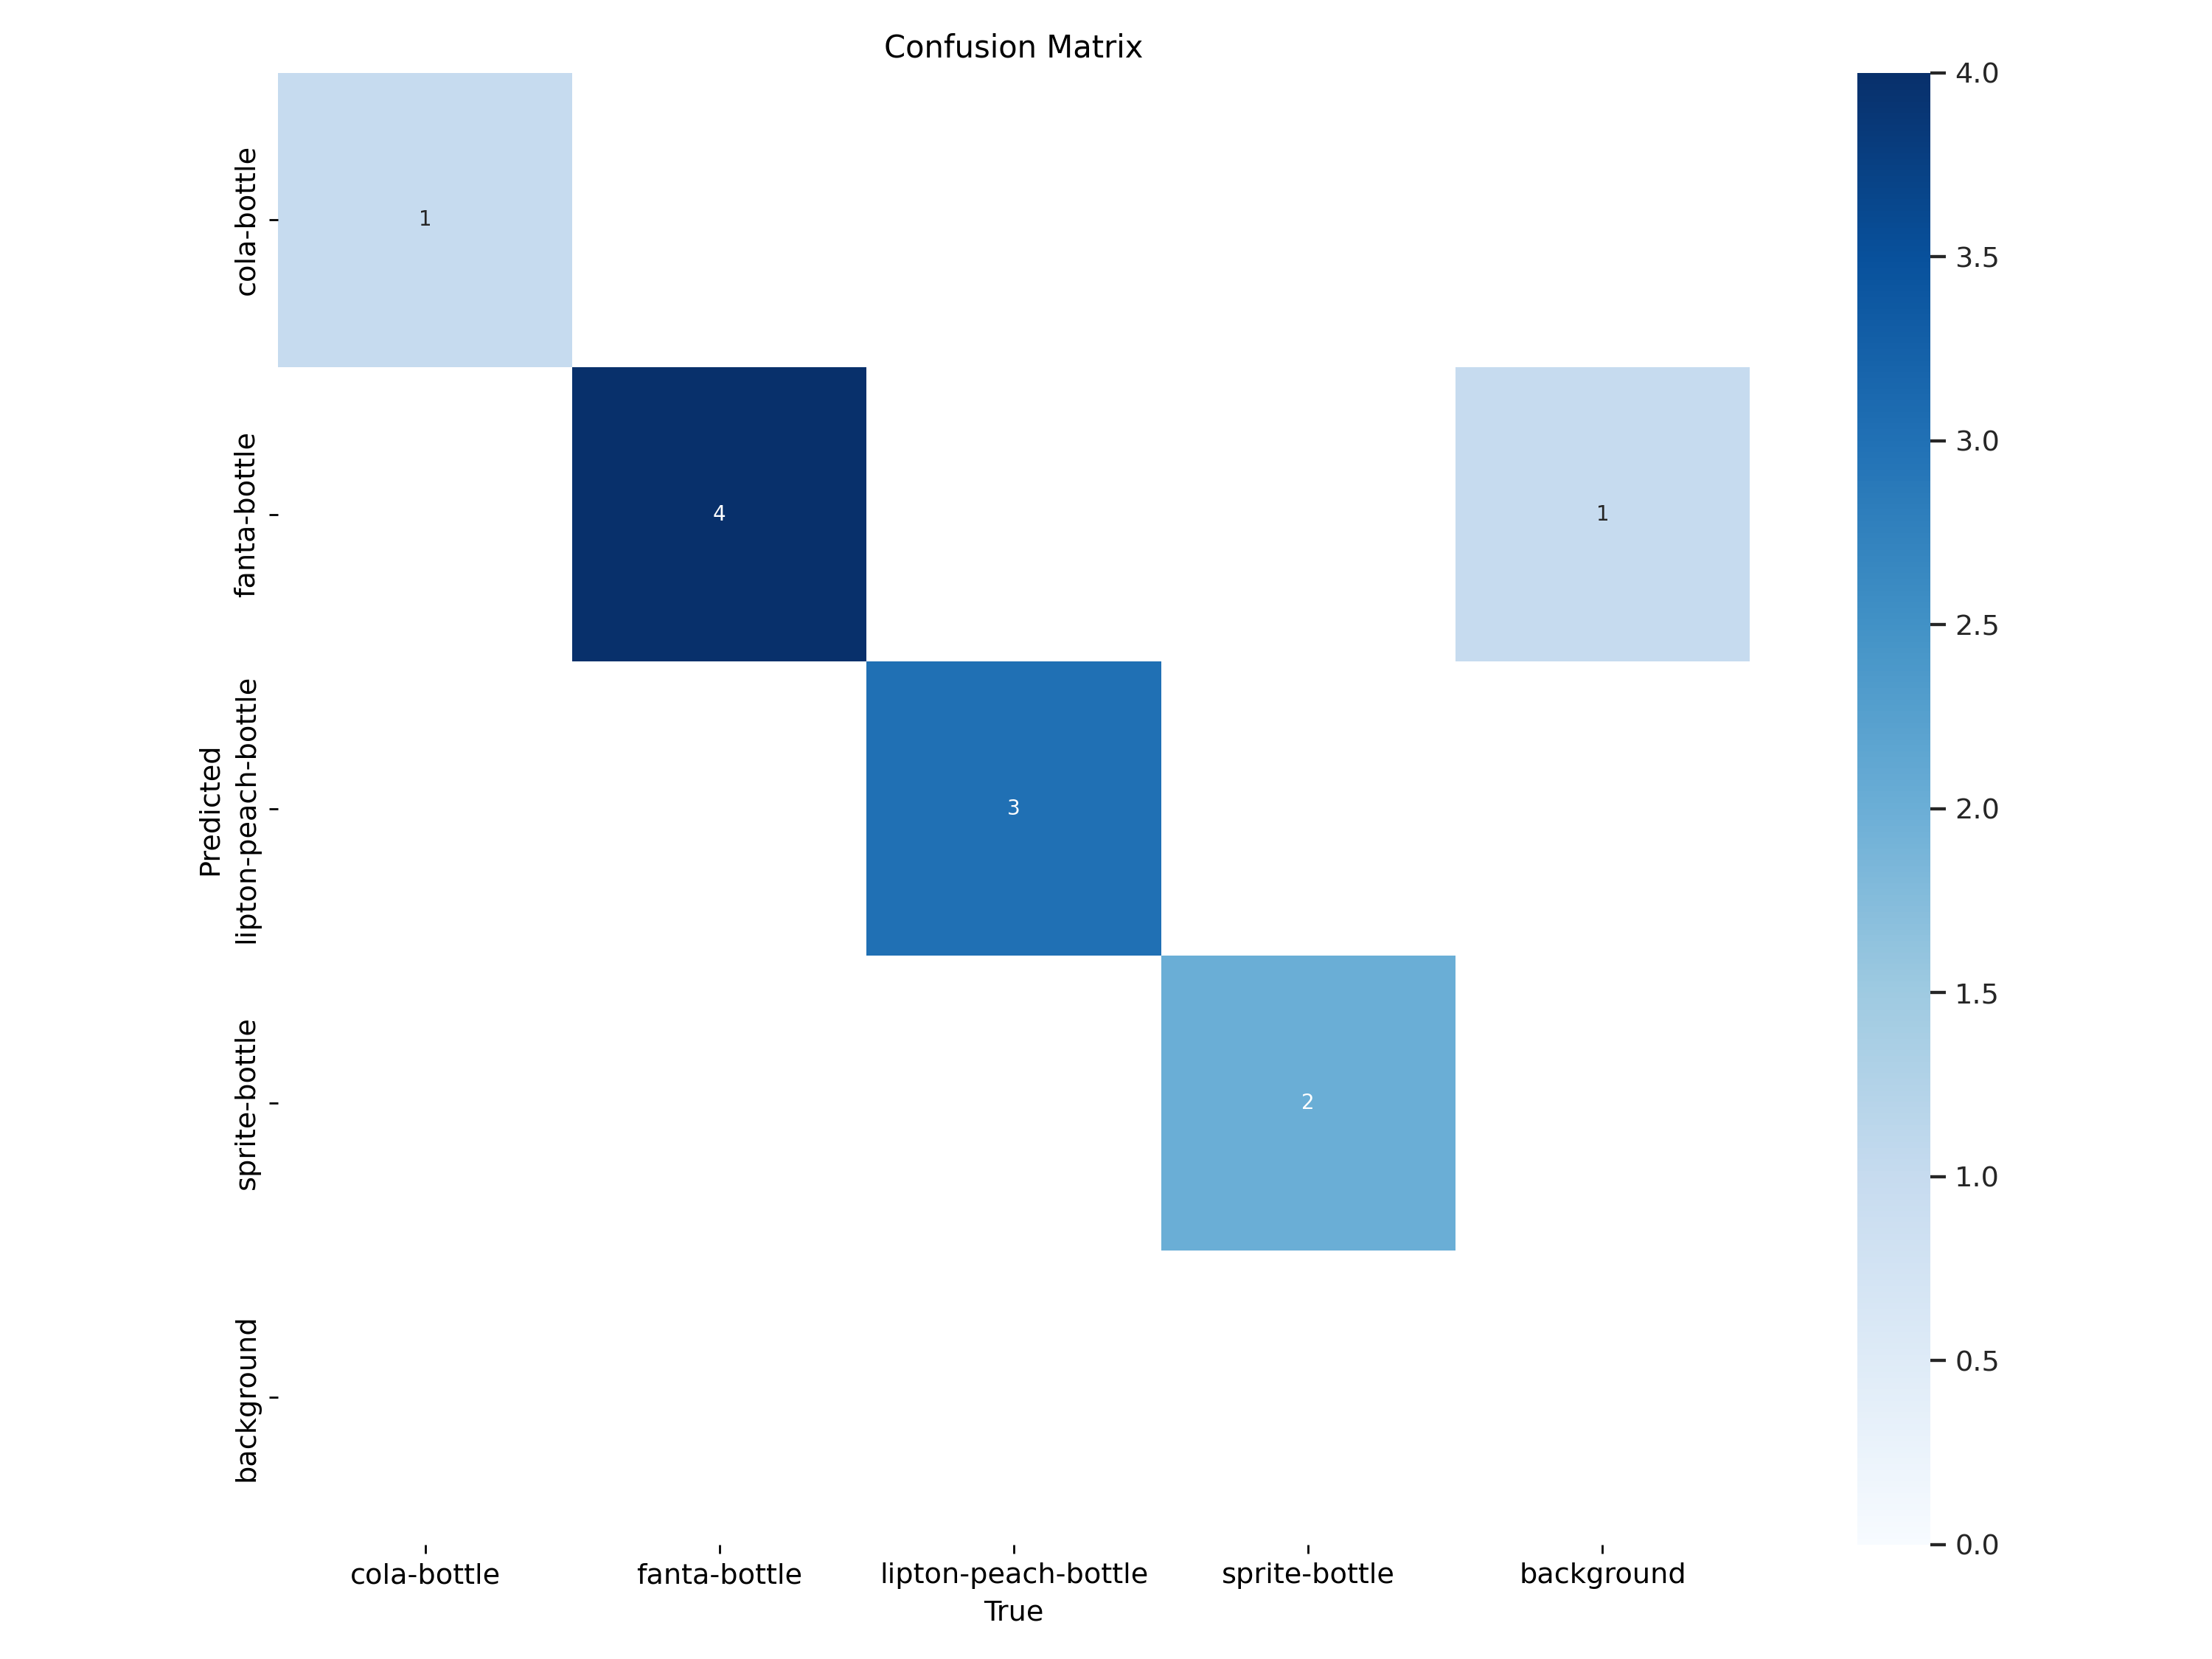 Confusion Matrix
cola-bottle
fanta-bottle
lipton-peach-bottle
sprite-bottle
background
Predicted
1
4
1
3
2
4.0
3.5
3.0
2.5
2.0
1.5
1.0
0.5
0.0
cola-bottle
fanta-bottle
lipton-peach-bottle
sprite-bottle
background
True